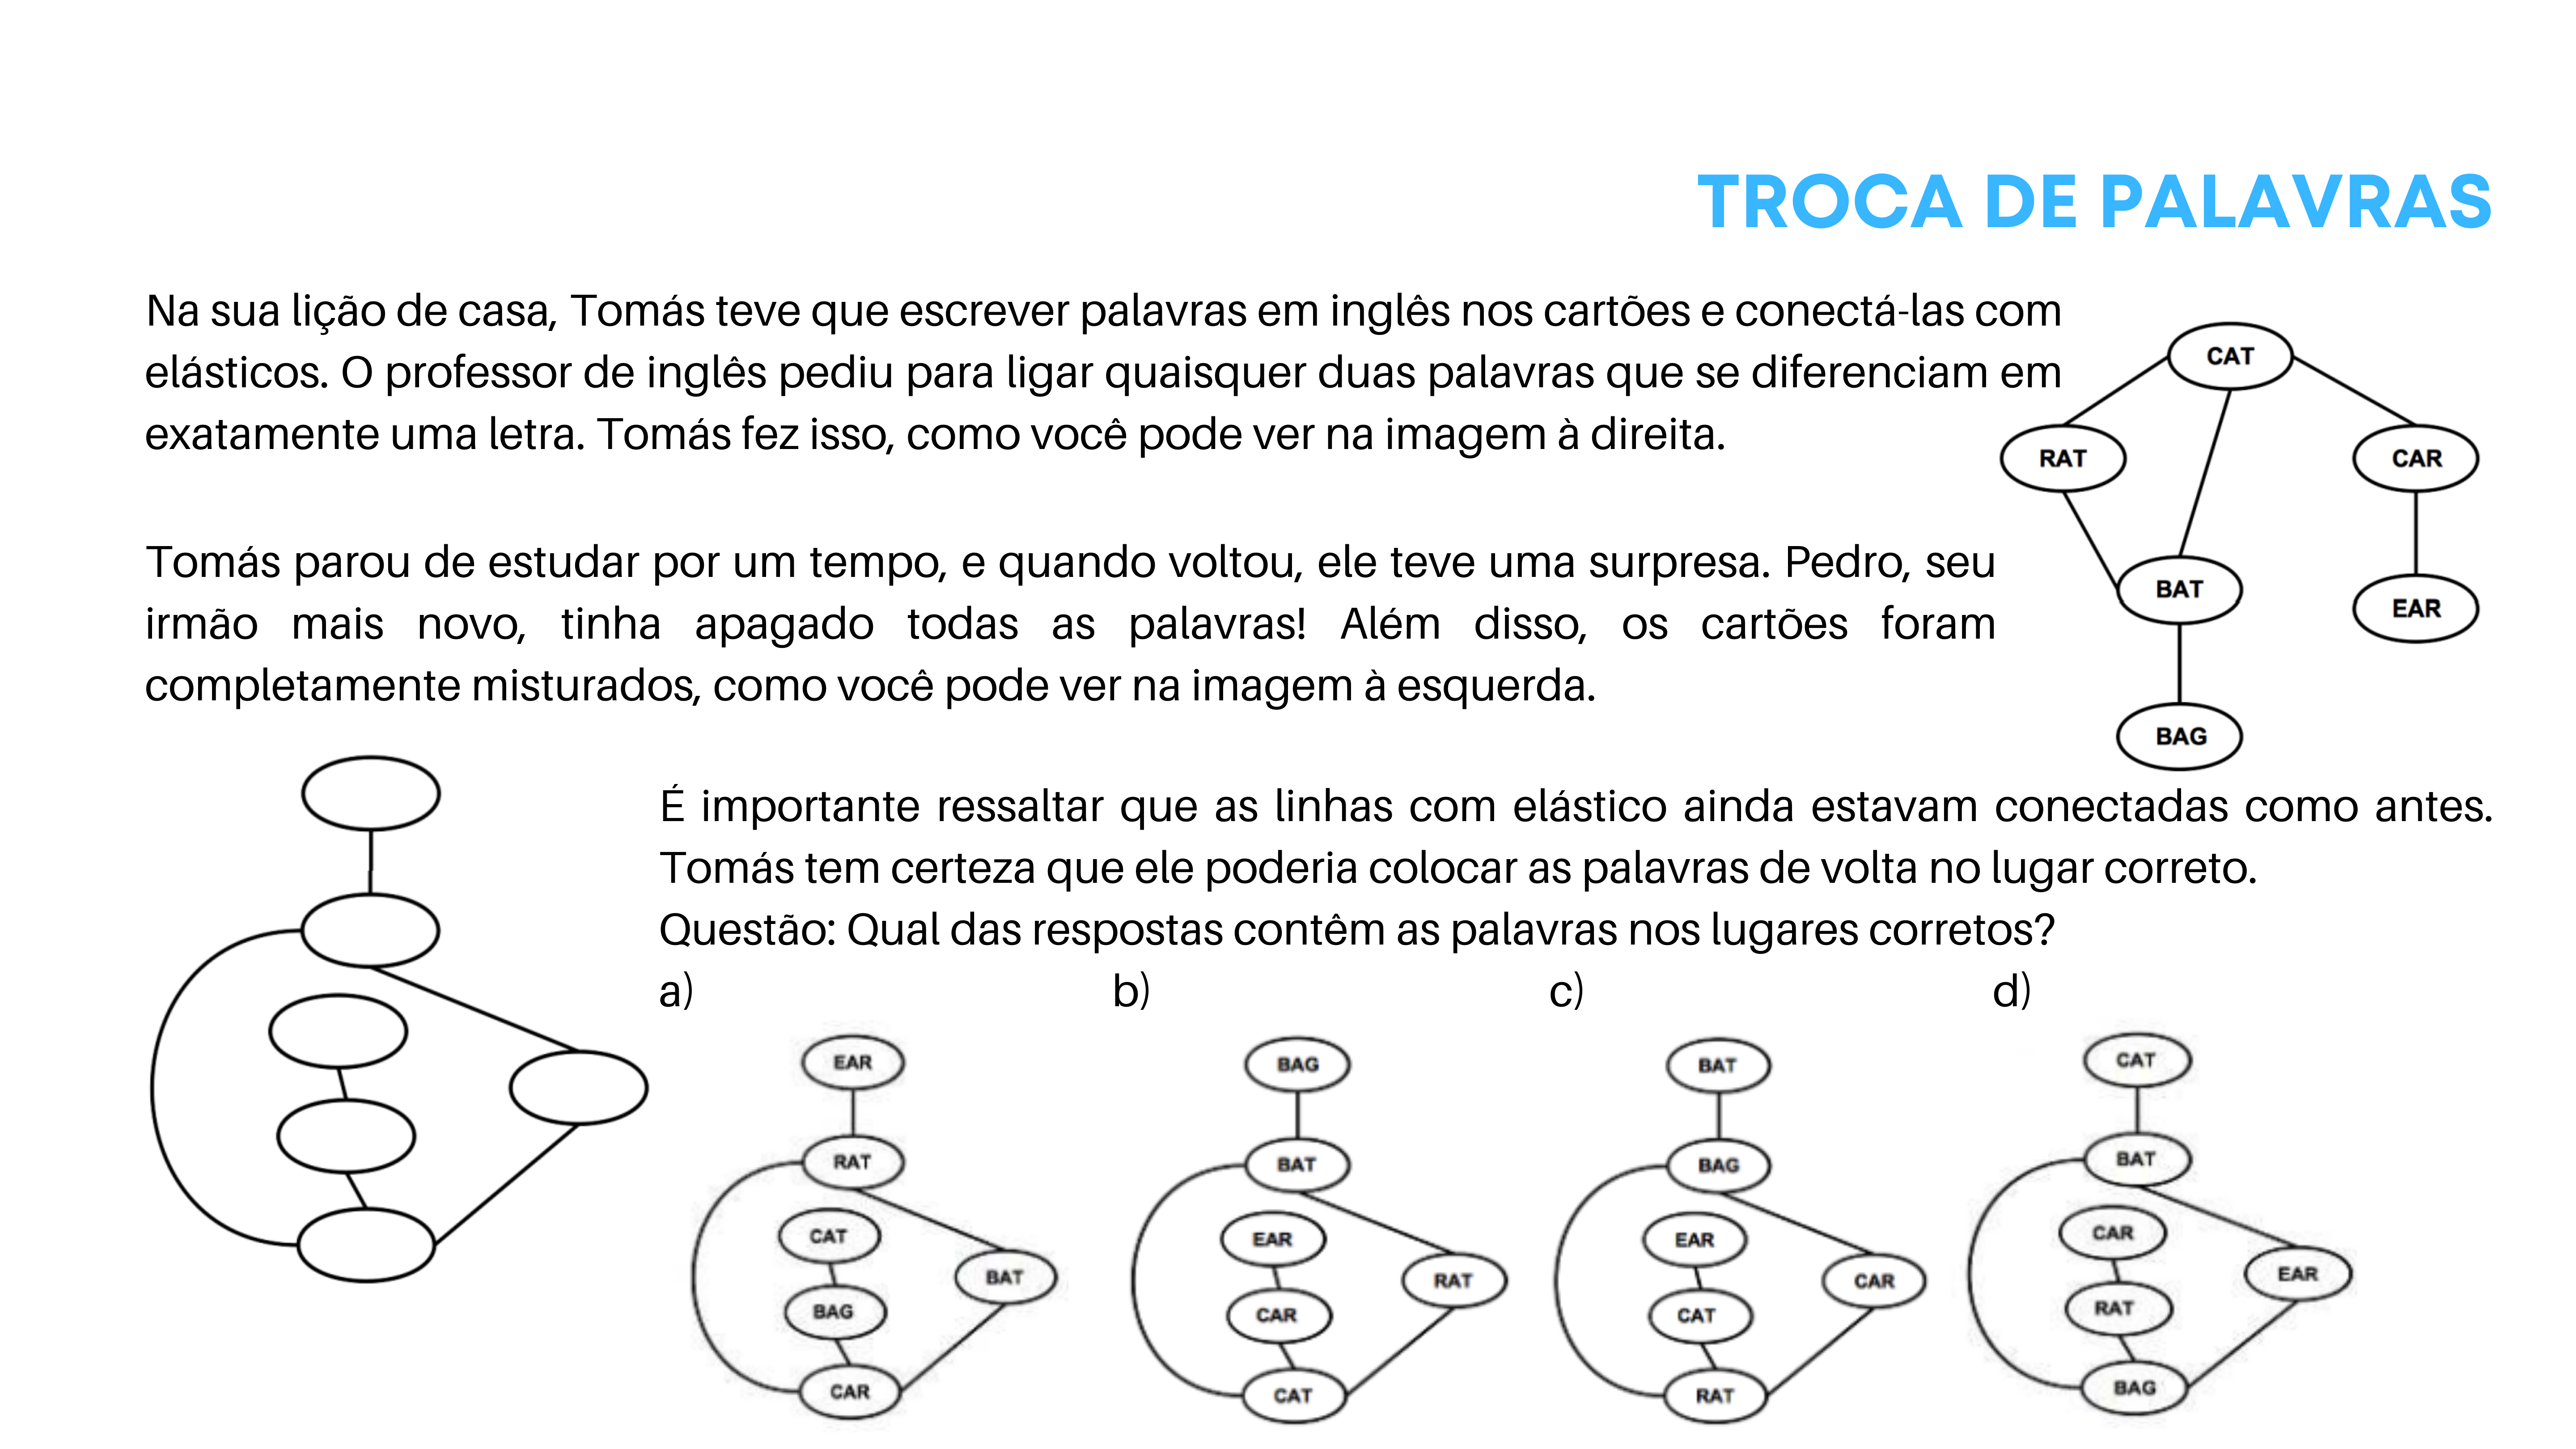 TROCA DE PALAVRAS
Na sua lição de casa, Tomás teve que escrever palavras em inglês nos cartões e conectá-las com
elásticos. O professor de inglês pediu para ligar quaisquer duas palavras que se diferenciam em
exatamente uma letra. Tomás fez isso, como você pode ver na imagem à direita.
CAT
RAT
CAR
BAT
EAR
BAG
Tomás parou de estudar por um tempo, e quando voltou, ele teve uma surpresa. Pedro, seu
irmão mais novo, tinha apagado todas as palavras! Além disso, os cartões foram
completamente misturados, como você pode ver na imagem à esquerda.
É importante ressaltar que as linhas com elástico ainda estavam conectadas como antes.
Tomás tem certeza que ele poderia colocar as palavras de volta no lugar correto.
Questão: Qual das respostas contêm as palavras nos lugares corretos?
a)
EAR
RAT
CAT
BAT
BAG
CAR
b)
BAG
BAT
EAR
RAT
CAR
CAT
c)
BAT
BAG
EAR
CAR
CAT
RAT
d)
CAT
BAT
CAR
EAR
RAT
BAG